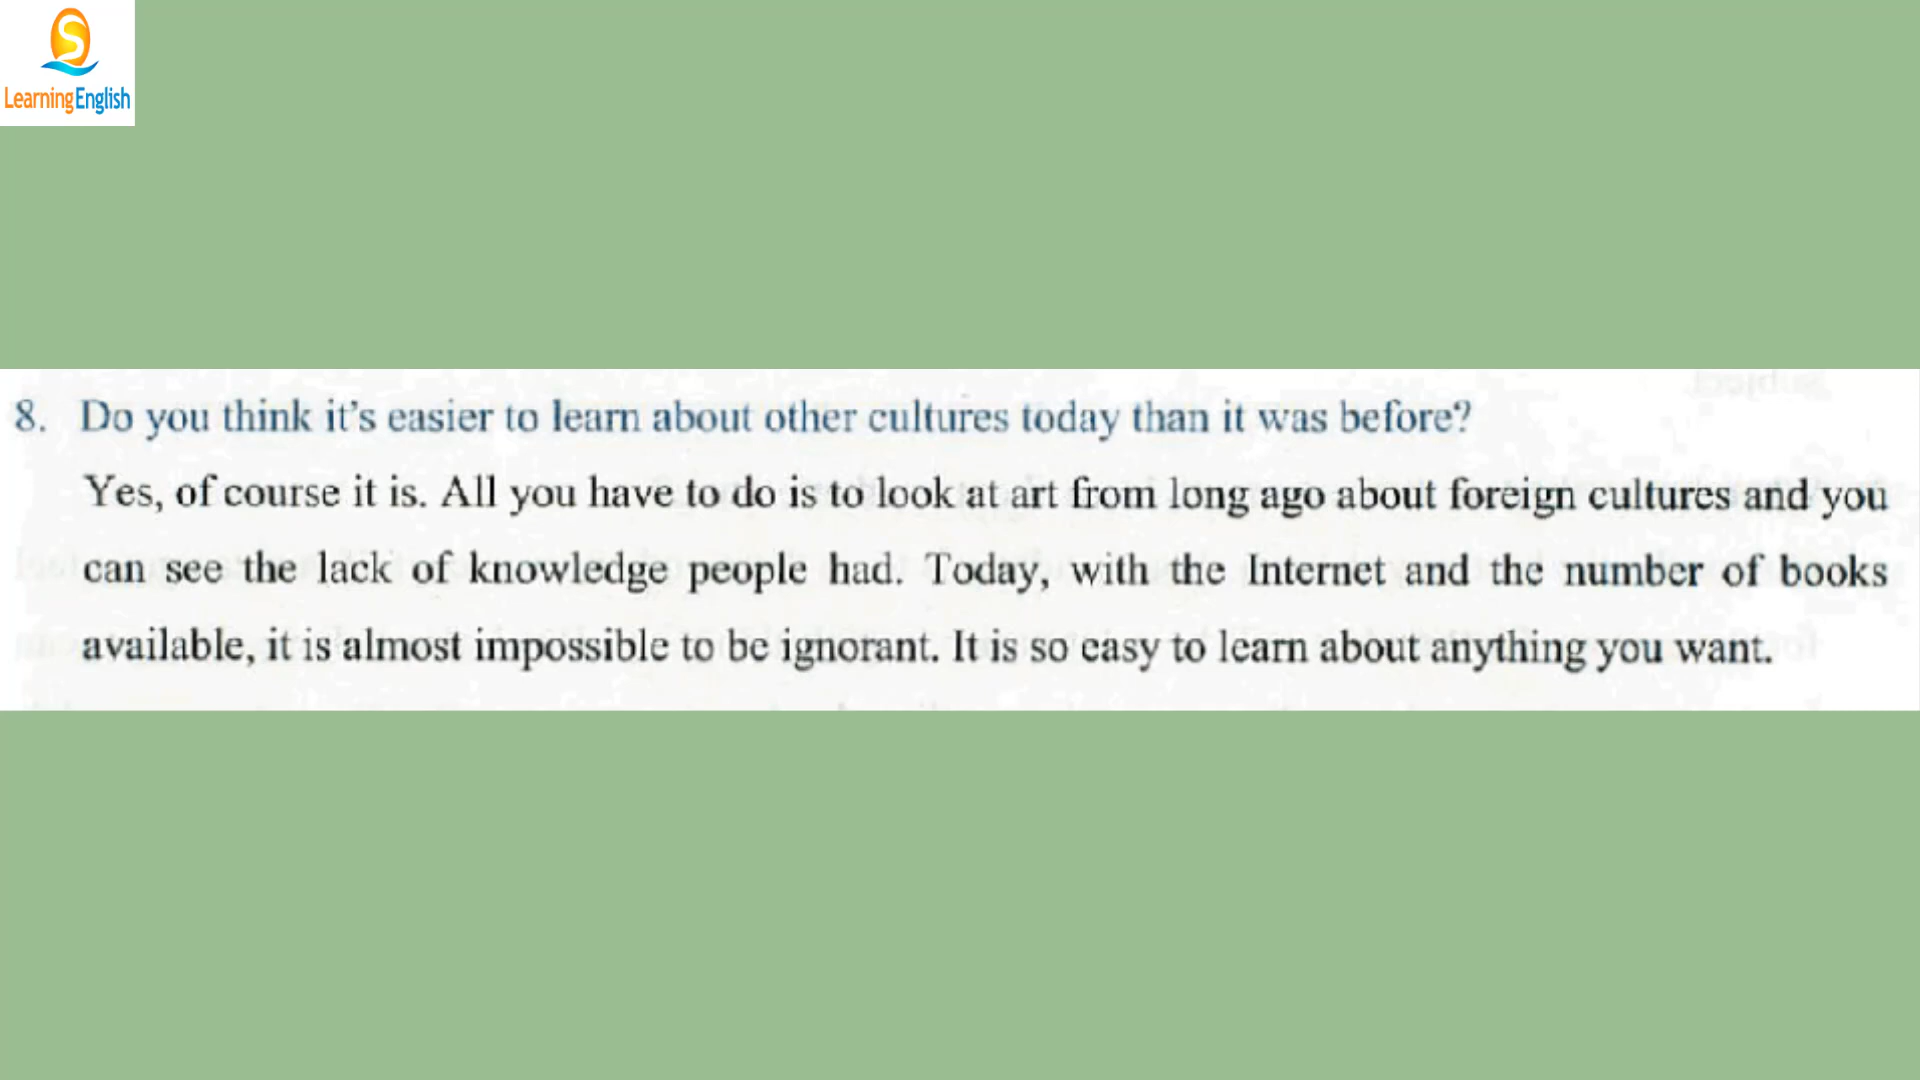 Learning English
8. Do you think it's easier to learn about other cultures today than it was before?
Yes, of course it is. All you have to do is to look at art from long ago about foreign cultures and you
can see the lack of knowledge people had. Today, with the Internet and the number of books
available, it is almost impossible to be ignorant. It is so easy to learn about anything you want.